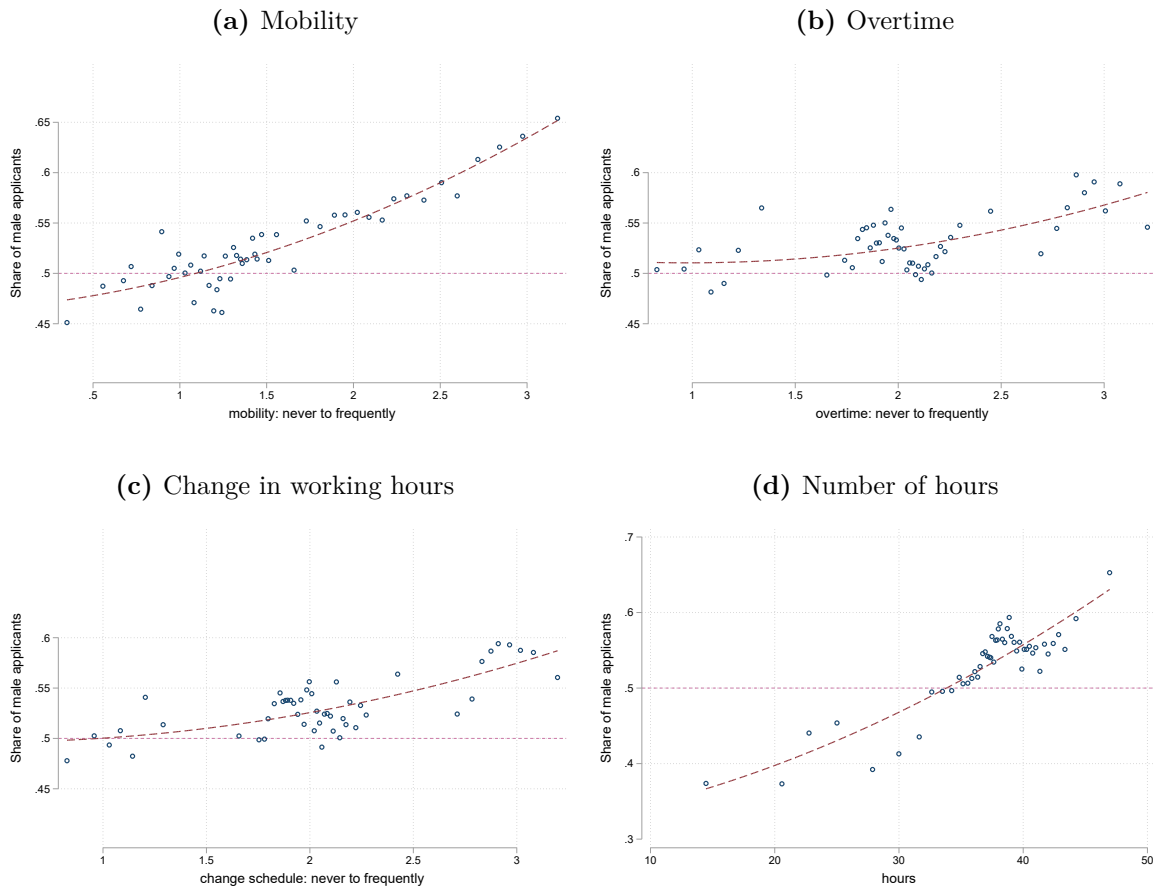 (a) Mobility
Share of male applicants
.65
.6
.55
.5
.45
.5 1 1.5 2 2.5 3
mobility: never to frequently
(b) Overtime
Share of male applicants
.6
.55
.5
.45
1 1.5 2 2.5 3
overtime: never to frequently
(c) Change in working hours
Share of male applicants
.6
.55
.5
.45
1 1.5 2 2.5 3
change schedule: never to frequently
(d) Number of hours
Share of male applicants
.7
.6
.5
.4
.3
10 20 30 40 50
hours